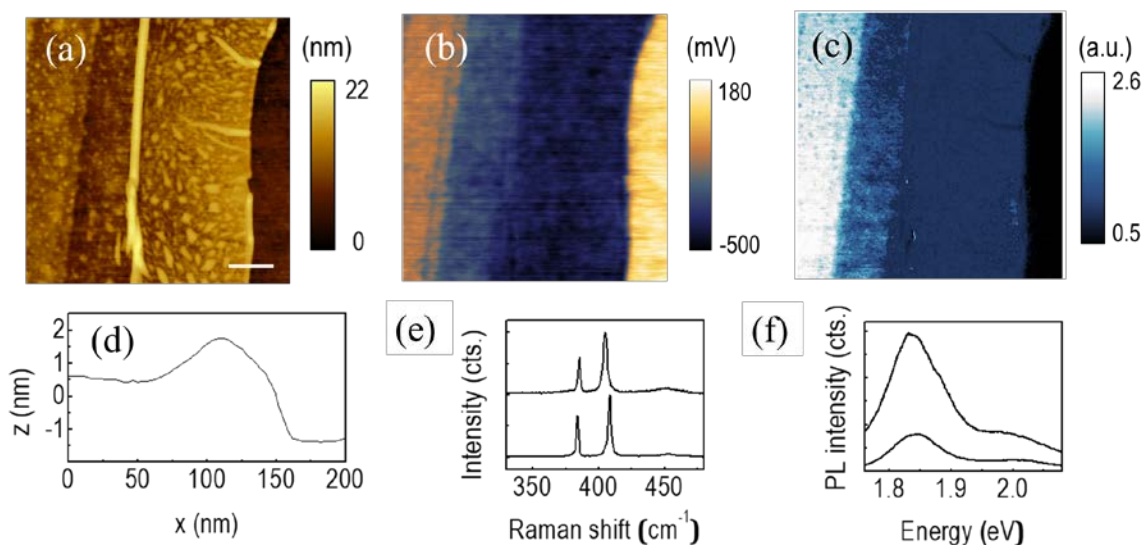 (a)
(nm)
22
0
(b)
(mV)
180
-500
(c)
(a.u.)
2.6
0.5
(d)
z (nm)
2
1
0
-1
0 50 100 150 200
x (nm)
(e)
Intensity (cts.)
350 400 450
Raman shift (cm⁻¹)
(f)
PL intensity (cts.)
1.8 1.9 2.0
Energy (eV)